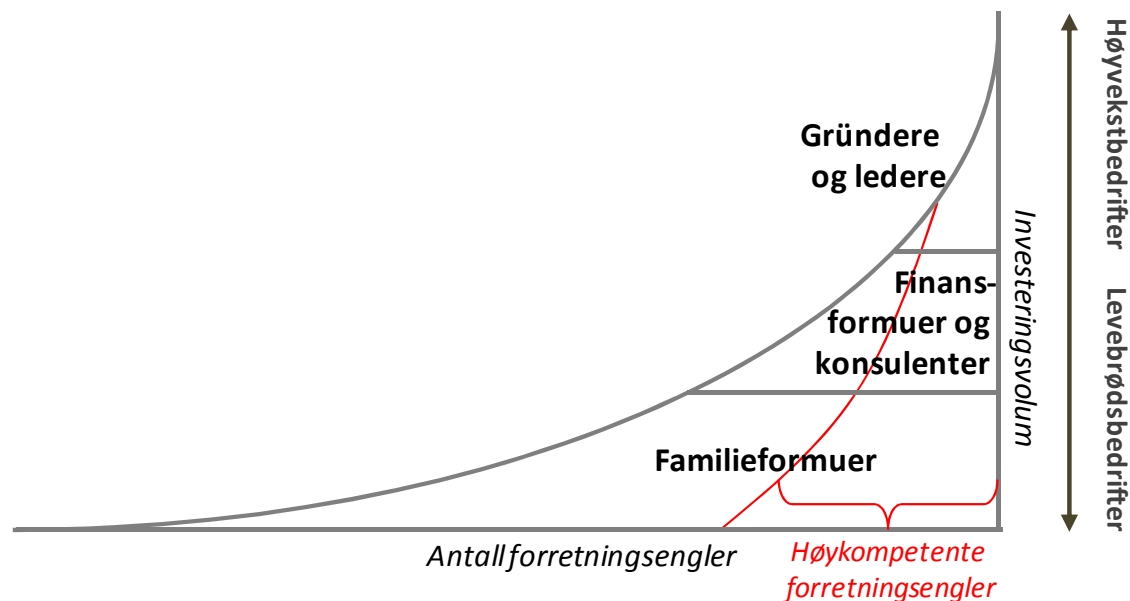 Gründere
og ledere
Finans-
formuer og
konsulenter
Familieformuer
Investeringsvolum
Høyvekstbedrifter
Levebrødsbedrifter
Antall forretningsengler
Høykompetente
forretningsengler